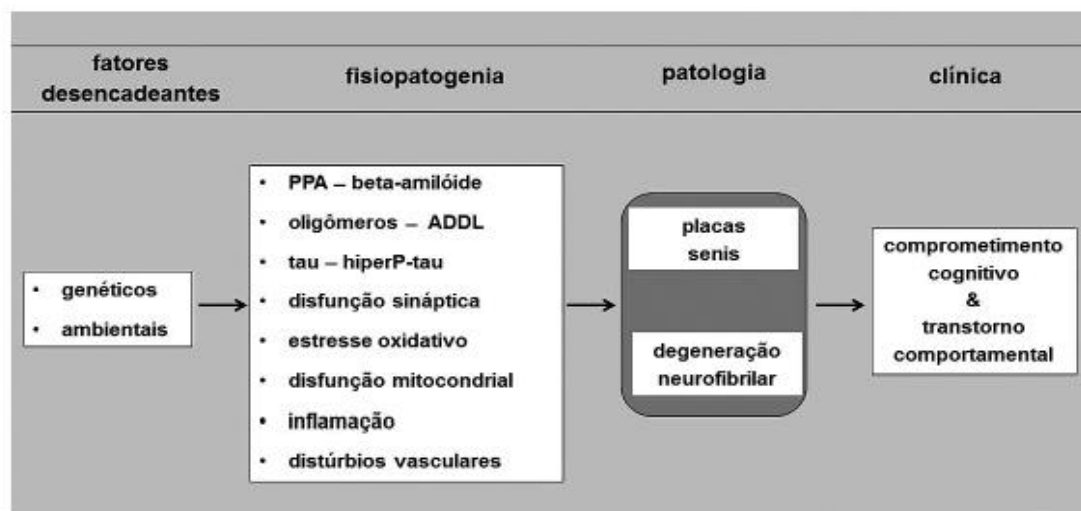 fatores
desencadeantes
fisiopatogenia
patologia
clínica
• genéticos
• ambientais
• PPA – beta-amilóide
• oligômeros – ADDL
• tau – hiperP-tau
• disfunção sináptica
• estresse oxidativo
• disfunção mitocondrial
• inflamação
• distúrbios vasculares
placas
senis
degeneração
neurofibrilar
comprometimento
cognitivo
&
transtorno
comportamental